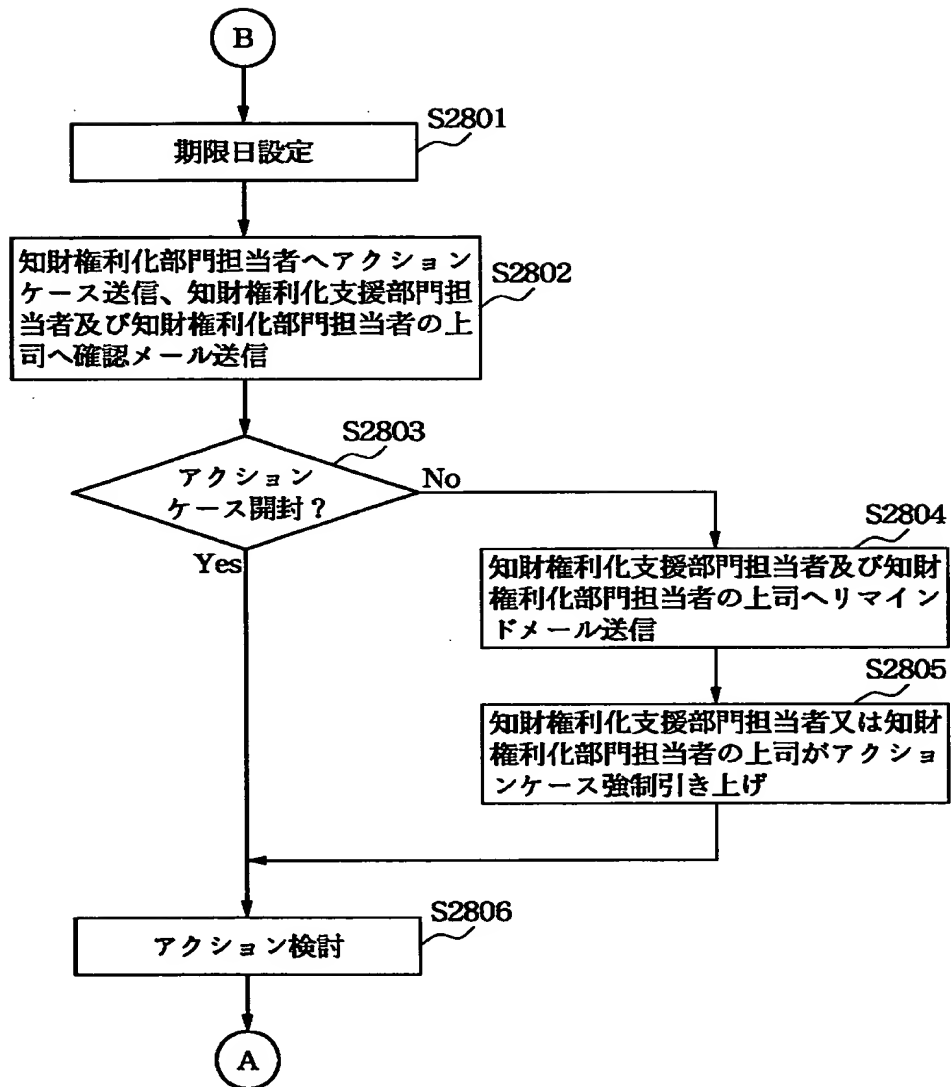 B
S2801
期限日設定
S2802
知財権利化部門担当者へアクション
ケース送信、知財権利化支援部門担
当者及び知財権利化部門担当者の上
司へ確認メール送信
S2803
アクション
ケース開封？
No
Yes
S2804
知財権利化支援部門担当者及び知財
権利化部門担当者の上司へリマイン
ドメール送信
S2805
知財権利化支援部門担当者又は知財
権利化部門担当者の上司がアクショ
ンケース強制引き上げ
S2806
アクション検討
A